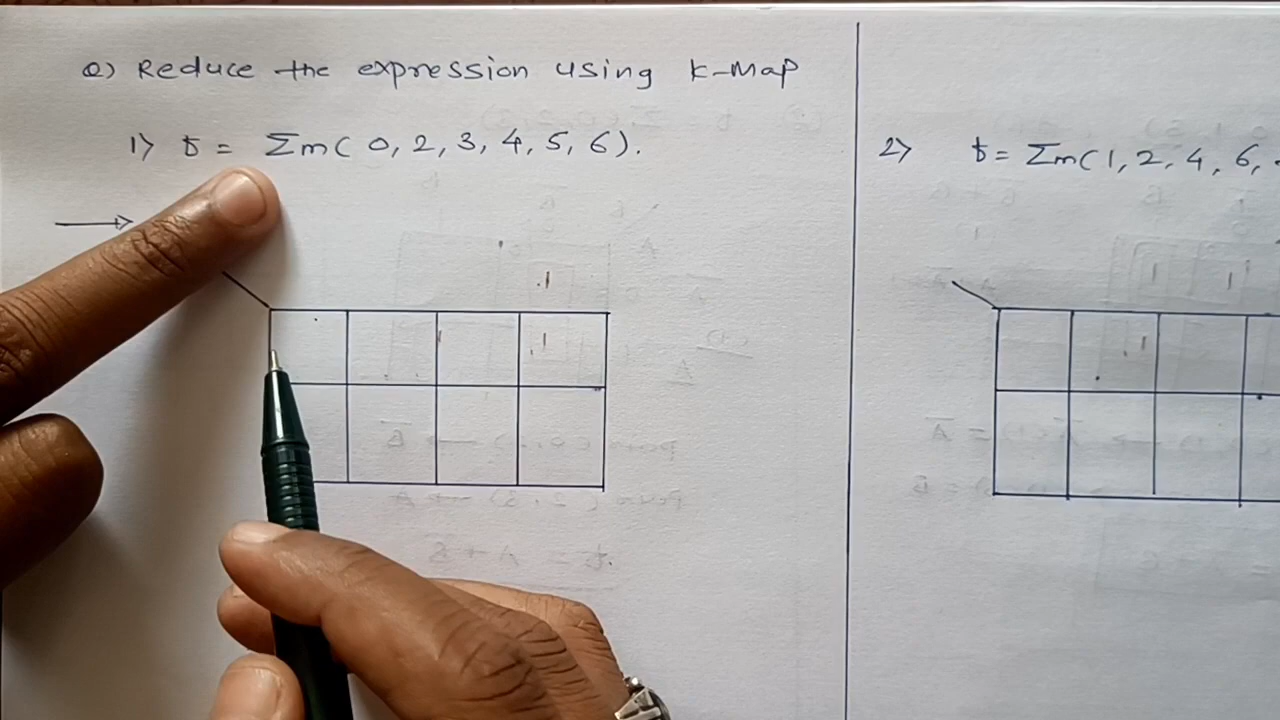 Q) Reduce the expression using K-Map
1) f = Σm( 0, 2, 3, 4, 5, 6).
2) f = Σm( 1, 2, 4, 6,